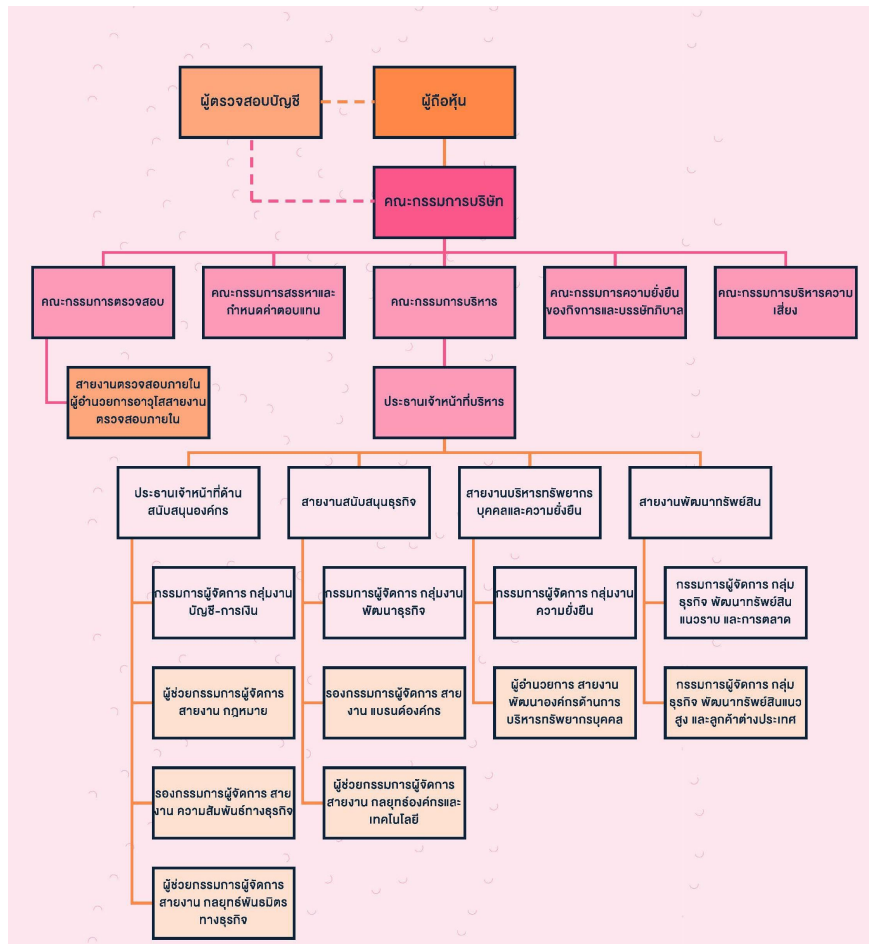 ผู้ตรวจสอบบัญชี
ผู้ถือหุ้น
คณะกรรมการบริษัท
คณะกรรมการตรวจสอบ
คณะกรรมการสรรหาและ
กำหนดค่าตอบแทน
คณะกรรมการบริหาร
คณะกรรมการความยั่งยืน
ของกิจการและบรรษัทภิบาล
คณะกรรมการบริหารความ
เสี่ยง
สายงานตรวจสอบภายใน
ผู้อำนวยการอาวุโสสายงาน
ตรวจสอบภายใน
ประธานเจ้าหน้าที่บริหาร
ประธานเจ้าหน้าที่ด้าน
สนับสนุนองค์กร
สายงานสนับสนุนธุรกิจ
สายงานบริหารทรัพยากร
บุคคลและความยั่งยืน
สายงานพัฒนาทรัพย์สิน
กรรมการผู้จัดการ กลุ่มงาน
บัญชี-การเงิน
กรรมการผู้จัดการ กลุ่มงาน
พัฒนาธุรกิจ
กรรมการผู้จัดการ กลุ่มงาน
ความยั่งยืน
กรรมการผู้จัดการ กลุ่ม
ธุรกิจ พัฒนาทรัพย์สิน
แนวราบ และการตลาด
ผู้ช่วยกรรมการผู้จัดการ
สายงาน กฎหมาย
รองกรรมการผู้จัดการ สาย
งาน แบรนด์องค์กร
ผู้อำนวยการ สายงาน
พัฒนาองค์กรด้านการ
บริหารทรัพยากรบุคคล
กรรมการผู้จัดการ กลุ่ม
ธุรกิจ พัฒนาทรัพย์สินแนว
สูง และลูกค้าต่างประเทศ
รองกรรมการผู้จัดการ สาย
งาน ความสัมพันธ์ทางธุรกิจ
ผู้ช่วยกรรมการผู้จัดการ
สายงาน กลยุทธ์องค์กรและ
เทคโนโลยี
ผู้ช่วยกรรมการผู้จัดการ
สายงาน กลยุทธ์พันธมิตร
ทางธุรกิจ